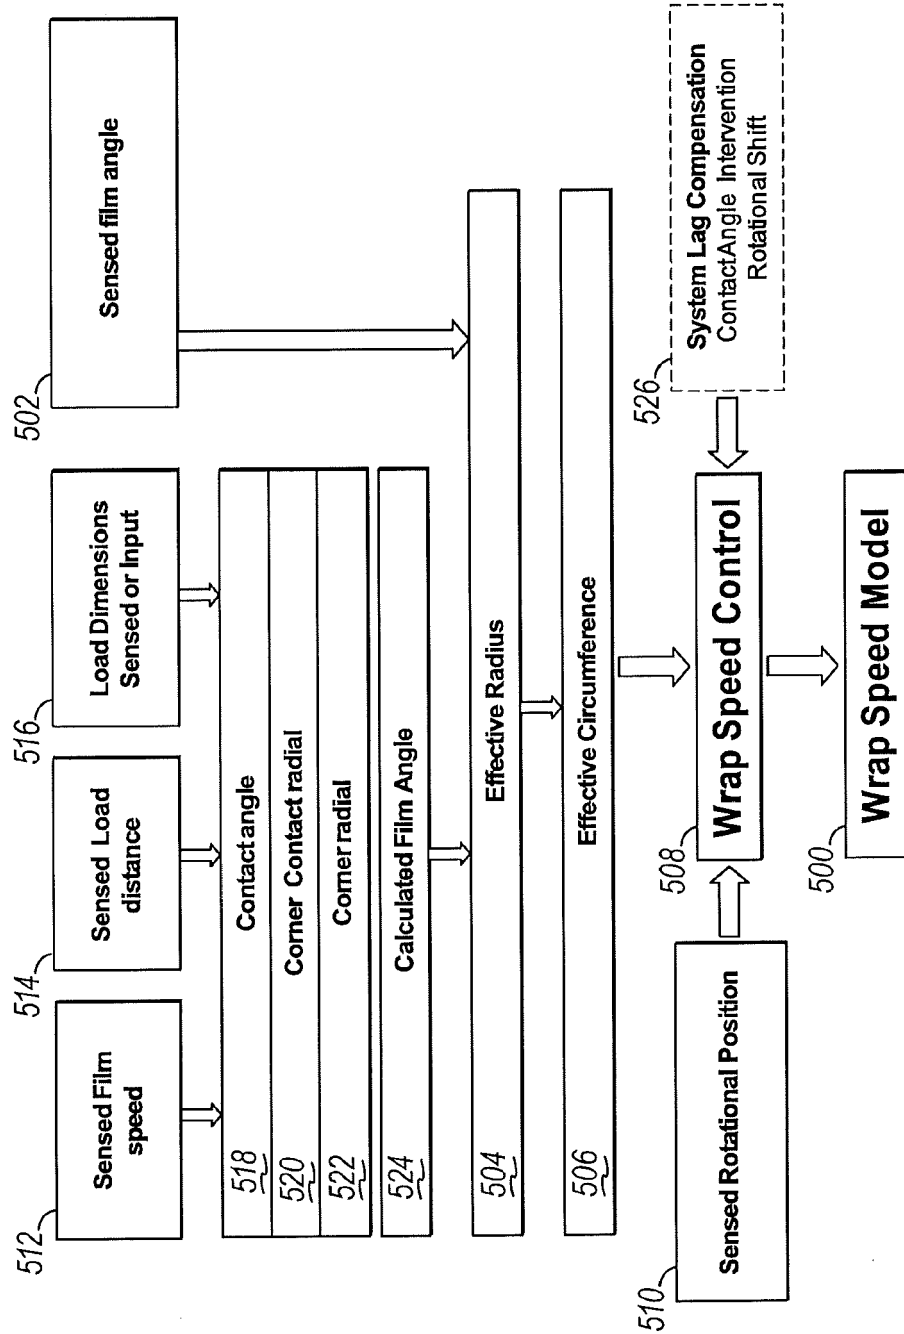 512
Sensed Film
speed
514
Sensed Load
distance
516
Load Dimensions
Sensed or Input
502
Sensed film angle
518
Contact angle
520
Corner Contact radial
522
Corner radial
524
Calculated Film Angle
504
Effective Radius
506
Effective Circumference
510
Sensed Rotational Position
508
Wrap Speed Control
526
System Lag Compensation
ContactAngle Intervention
Rotational Shift
500
Wrap Speed Model